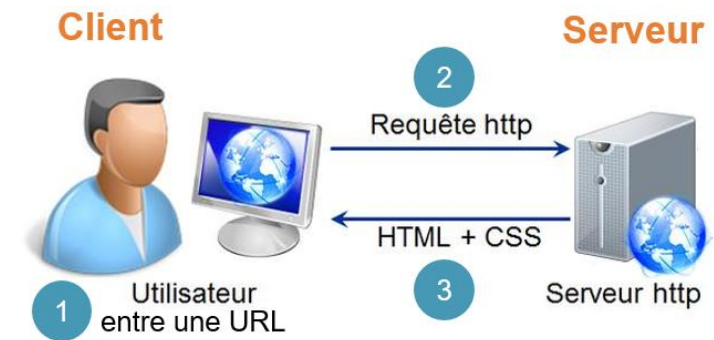 Client
Serveur
2
Requête http
HTML + CSS
3
Utilisateur
1
entre une URL
Serveur http